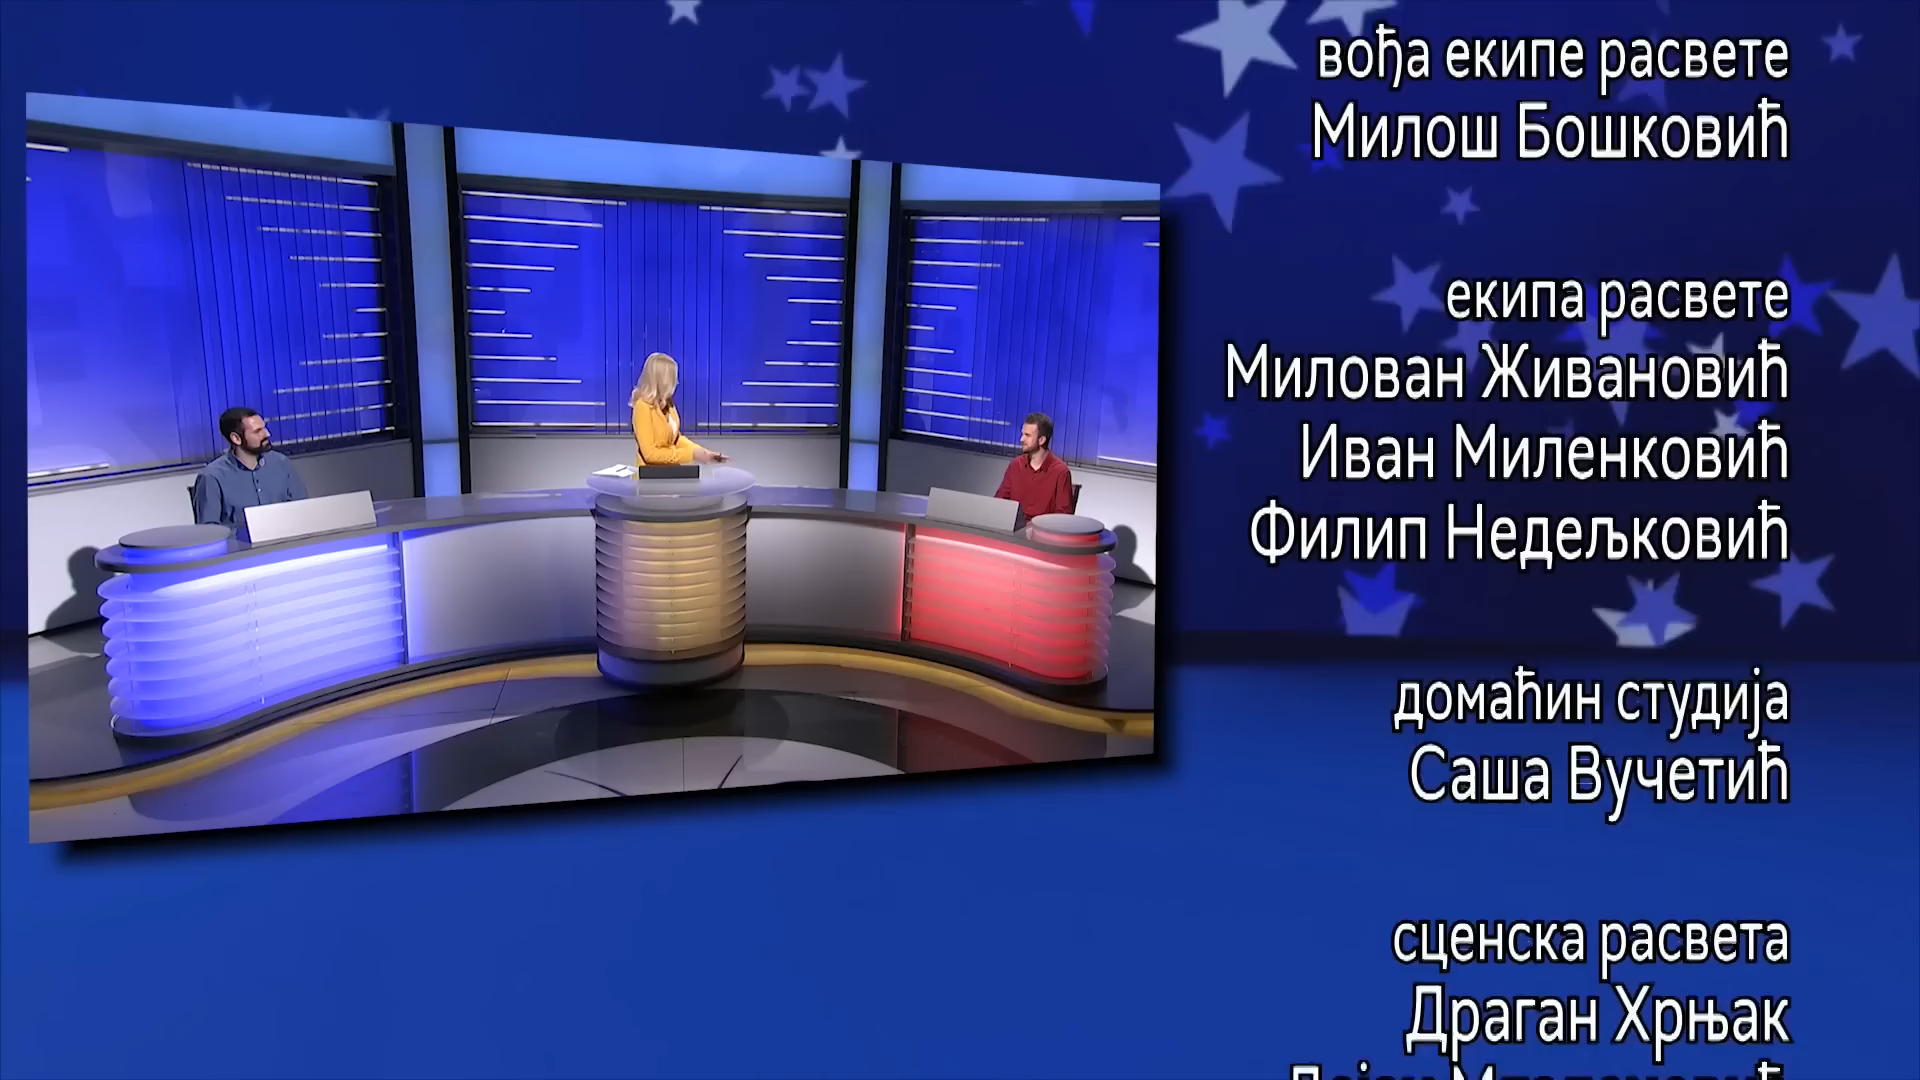 вођа екипе расвете
Милош Бошковић
екипа расвете
Милован Живановић
Иван Миленковић
Филип Недељковић
домаћин студија
Саша Вучетић
сценска расвета
Драган Хрњак